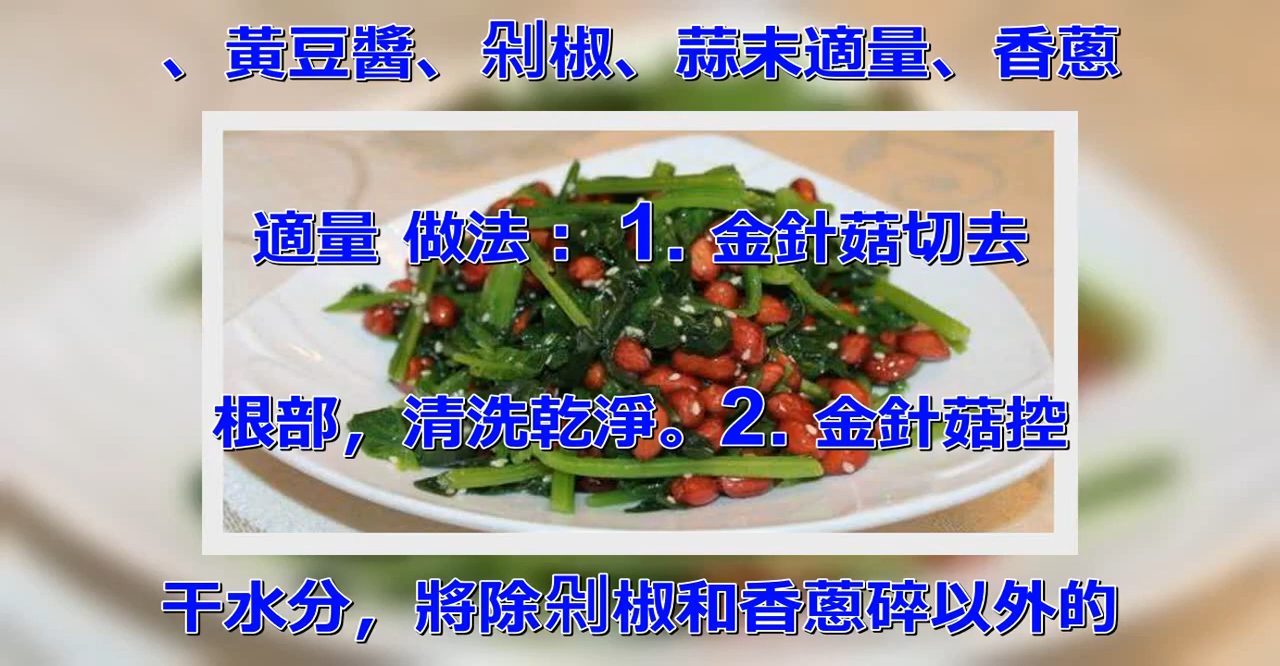 、黃豆醬、剁椒、蒜末適量、香蔥
適量 做法： 1. 金針菇切去
根部，清洗乾淨。2. 金針菇控
干水分，將除剁椒和香蔥碎以外的